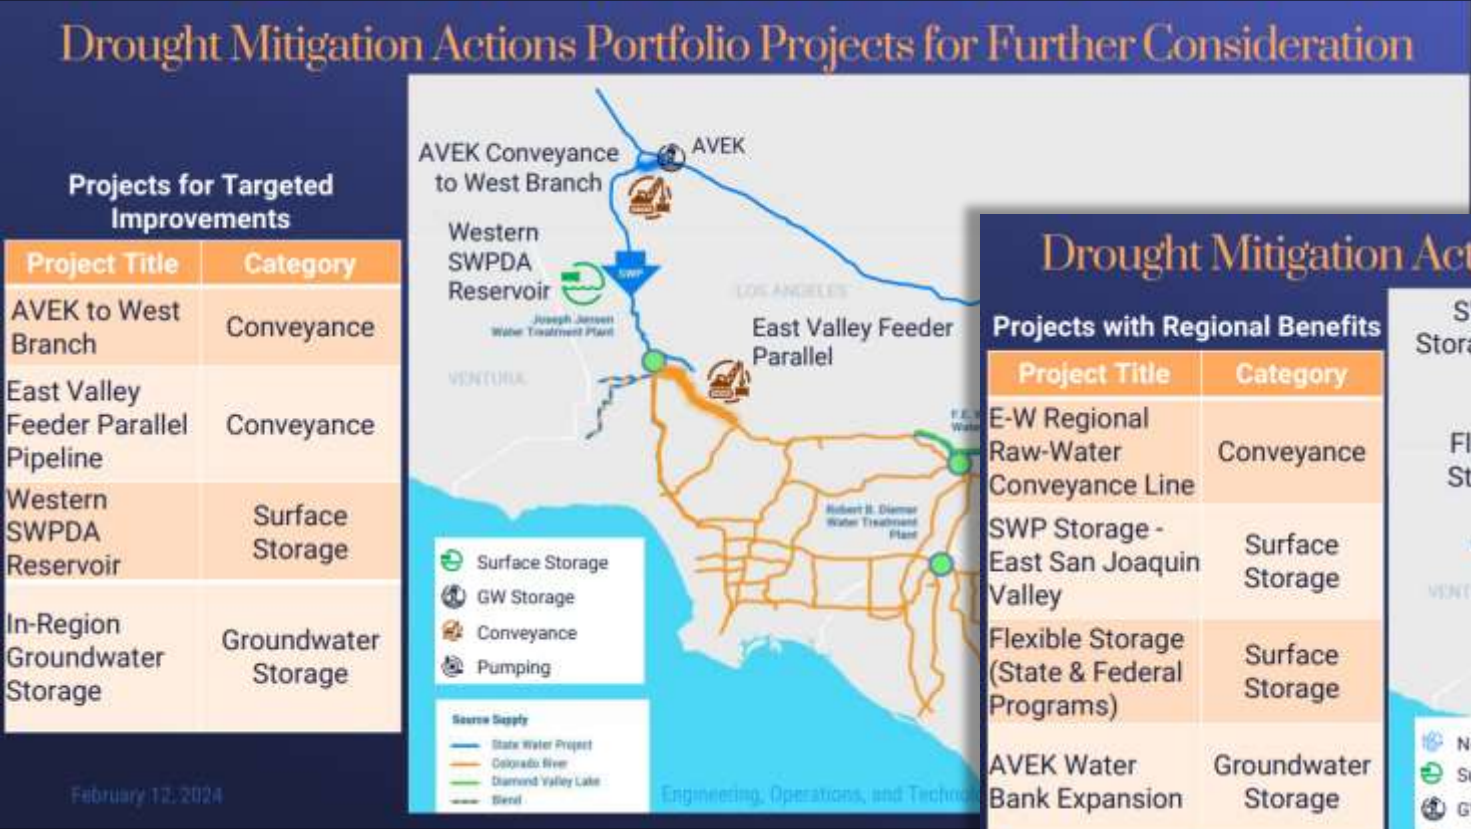 Drought Mitigation Actions Portfolio Projects for Further Consideration
Projects for Targeted
Improvements
Project Title
Category
AVEK to West
Branch
Conveyance
East Valley
Feeder Parallel
Pipeline
Conveyance
Western
SWPDA
Reservoir
Surface
Storage
In-Region
Groundwater
Storage
Groundwater
Storage
February 12, 2024
AVEK Conveyance
to West Branch
AVEK
Western
SWPDA
Reservoir
SWP
LOS ANGELES
Joseph Jensen
Water Treatment Plant
East Valley Feeder
Parallel
VENTURA
Robert B. Diemer
Water Treatment
Plant
Surface Storage
GW Storage
Conveyance
Pumping
Source Supply
State Water Project
Colorado River
Diamond Valley Lake
Blend
Engineering, Operations, and Technolo
Drought Mitigation Act
Projects with Regional Benefits
Project Title
Category
E-W Regional
Raw-Water
Conveyance Line
Conveyance
SWP Storage -
East San Joaquin
Valley
Surface
Storage
Flexible Storage
(State & Federal
Programs)
Surface
Storage
AVEK Water
Bank Expansion
Groundwater
Storage
S
Stora
Fl
St
VENT
N
Su
G